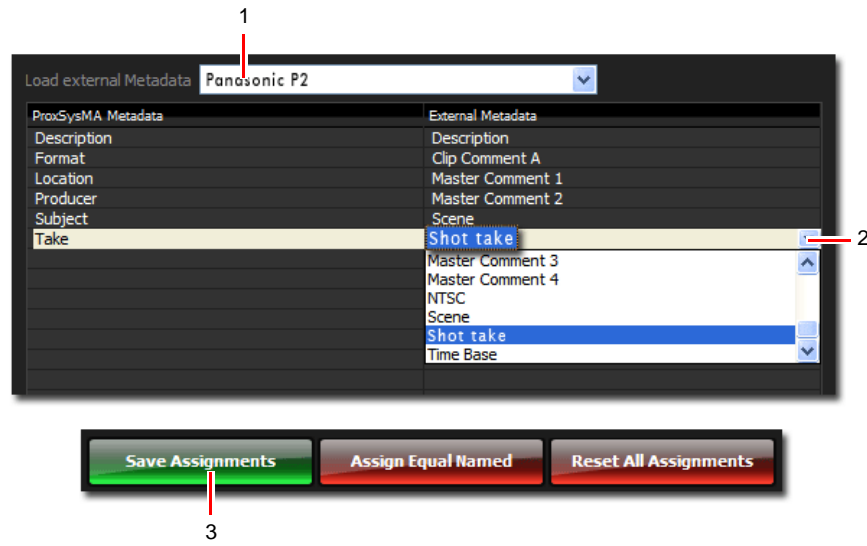 1
Load external Metadata Panasonic P2
ProxSysMA Metadata External Metadata
Description Description
Format Clip Comment A
Location Master Comment 1
Producer Master Comment 2
Subject Scene
Take Shot take 2
Master Comment 3
Master Comment 4
NTSC
Scene
Shot take
Time Base
Save Assignments Assign Equal Named Reset All Assignments
3